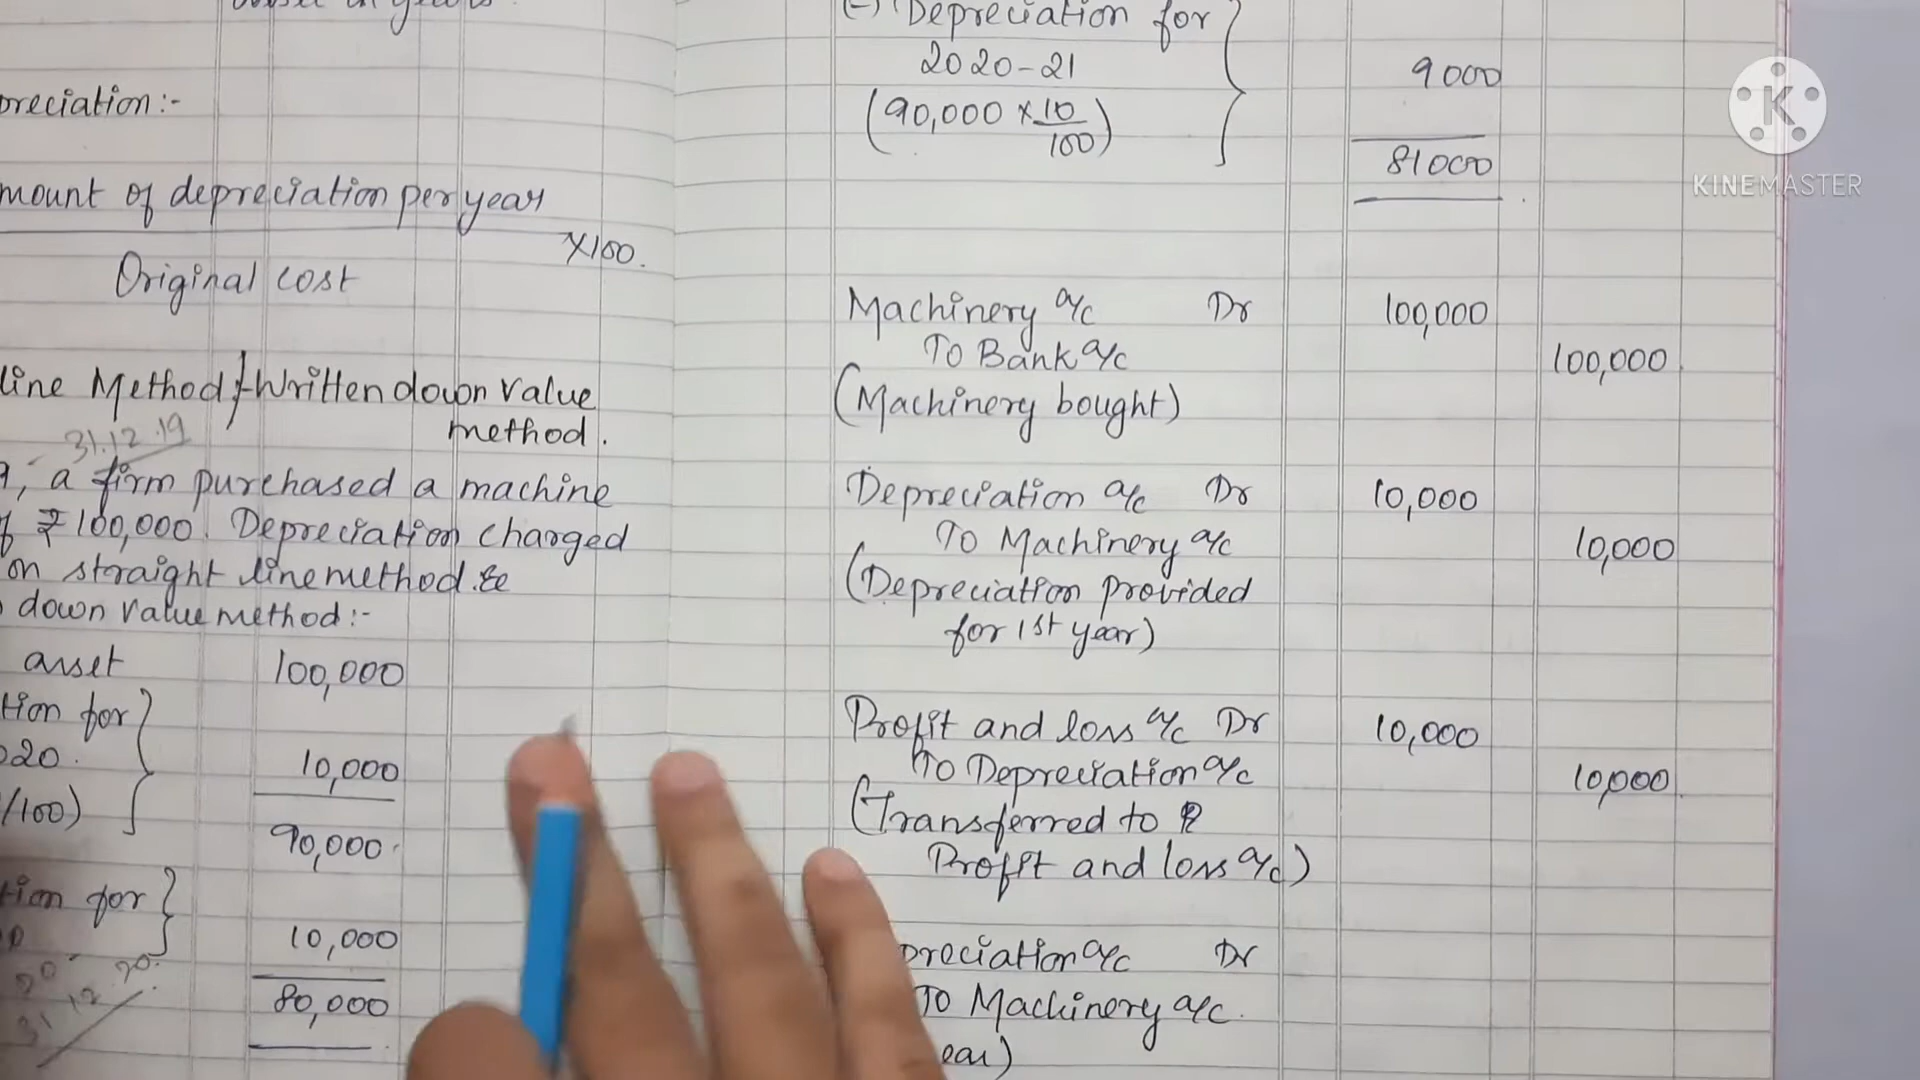 preciation:-
mount of depreciation per year
×100.
Original cost
line Method / Written down value
method.
31.12.19
a firm purchased a machine
₹100,000. Depreciation charged
on straight line method &
down value method:-
asset 100,000
tion for
020. 10,000
/100)
90,000
tion for
10,000
31 12 20.
80,000
(-) Depreciation for
2020-21 9000
(90,000 × 10/100)
81000
Machinery a/c Dr 100,000
To Bank a/c 100,000
(Machinery bought)
Depreciation a/c Dr 10,000
To Machinery a/c 10,000
(Depreciation provided
for 1st year)
Profit and loss a/c Dr 10,000
To Depreciation a/c 10,000
(Transferred to
Profit and loss a/c)
preciation a/c Dr
To Machinery a/c.
ear)
K
KINEMASTER